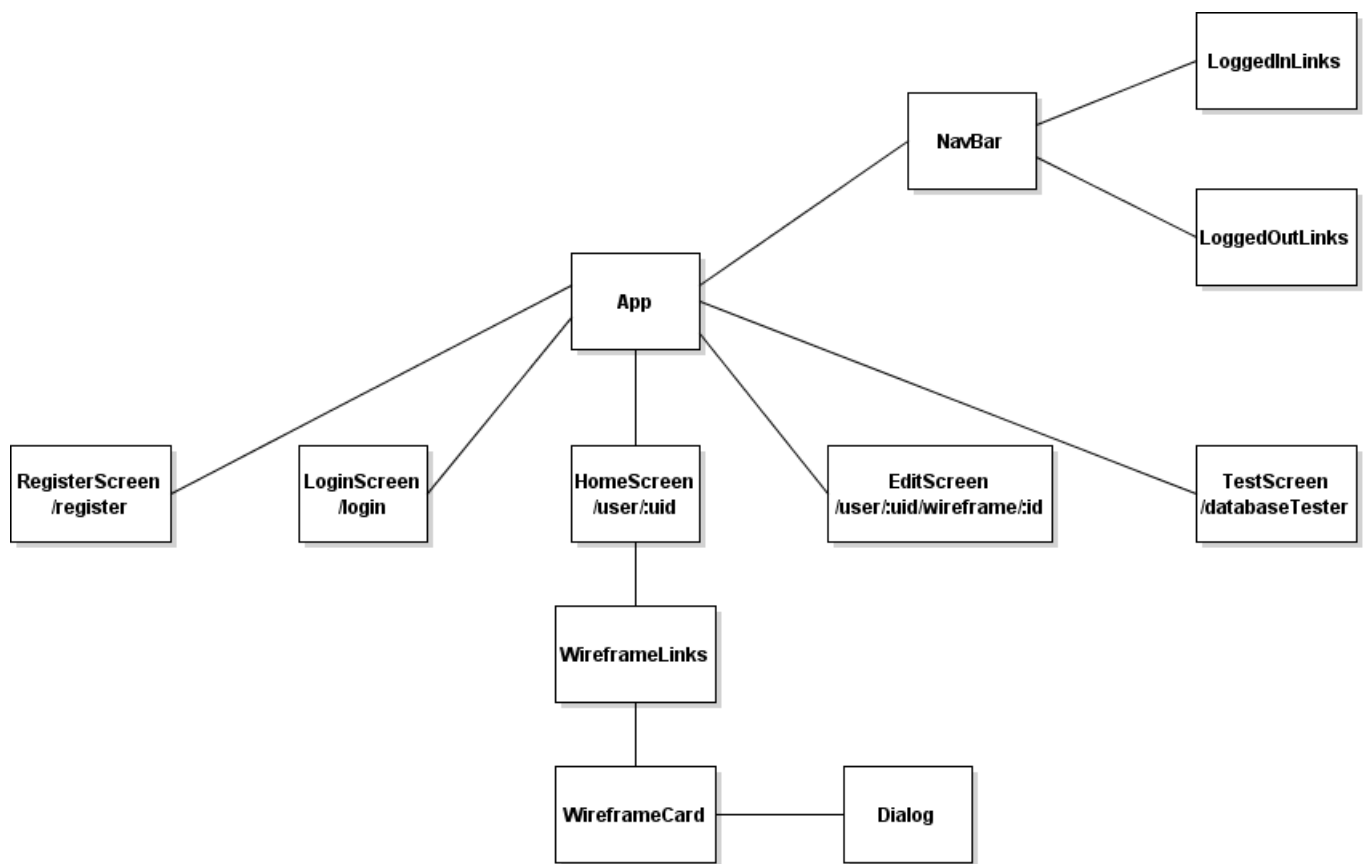 LoggedInLinks
NavBar
LoggedOutLinks
App
RegisterScreen
/register
LoginScreen
/login
HomeScreen
/user/:uid
EditScreen
/user/:uid/wireframe/:id
TestScreen
/databaseTester
WireframeLinks
WireframeCard
Dialog